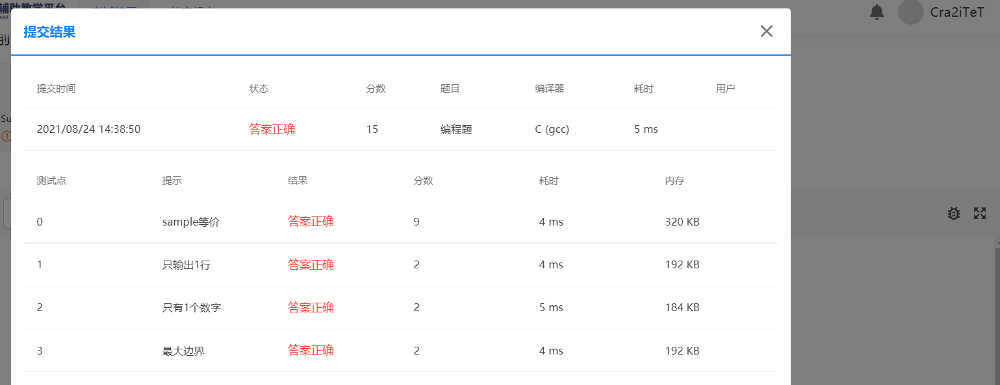 辅助教学平台
Cra2iTeT
提交结果
提交时间 状态 分数 题目 编译器 耗时 用户
2021/08/24 14:38:50 答案正确 15 编程题 C (gcc) 5 ms
Su
测试点 提示 结果 分数 耗时 内存
0 sample等价 答案正确 9 4 ms 320 KB
1 只输出1行 答案正确 2 4 ms 192 KB
2 只有1个数字 答案正确 2 5 ms 184 KB
3 最大边界 答案正确 2 4 ms 192 KB